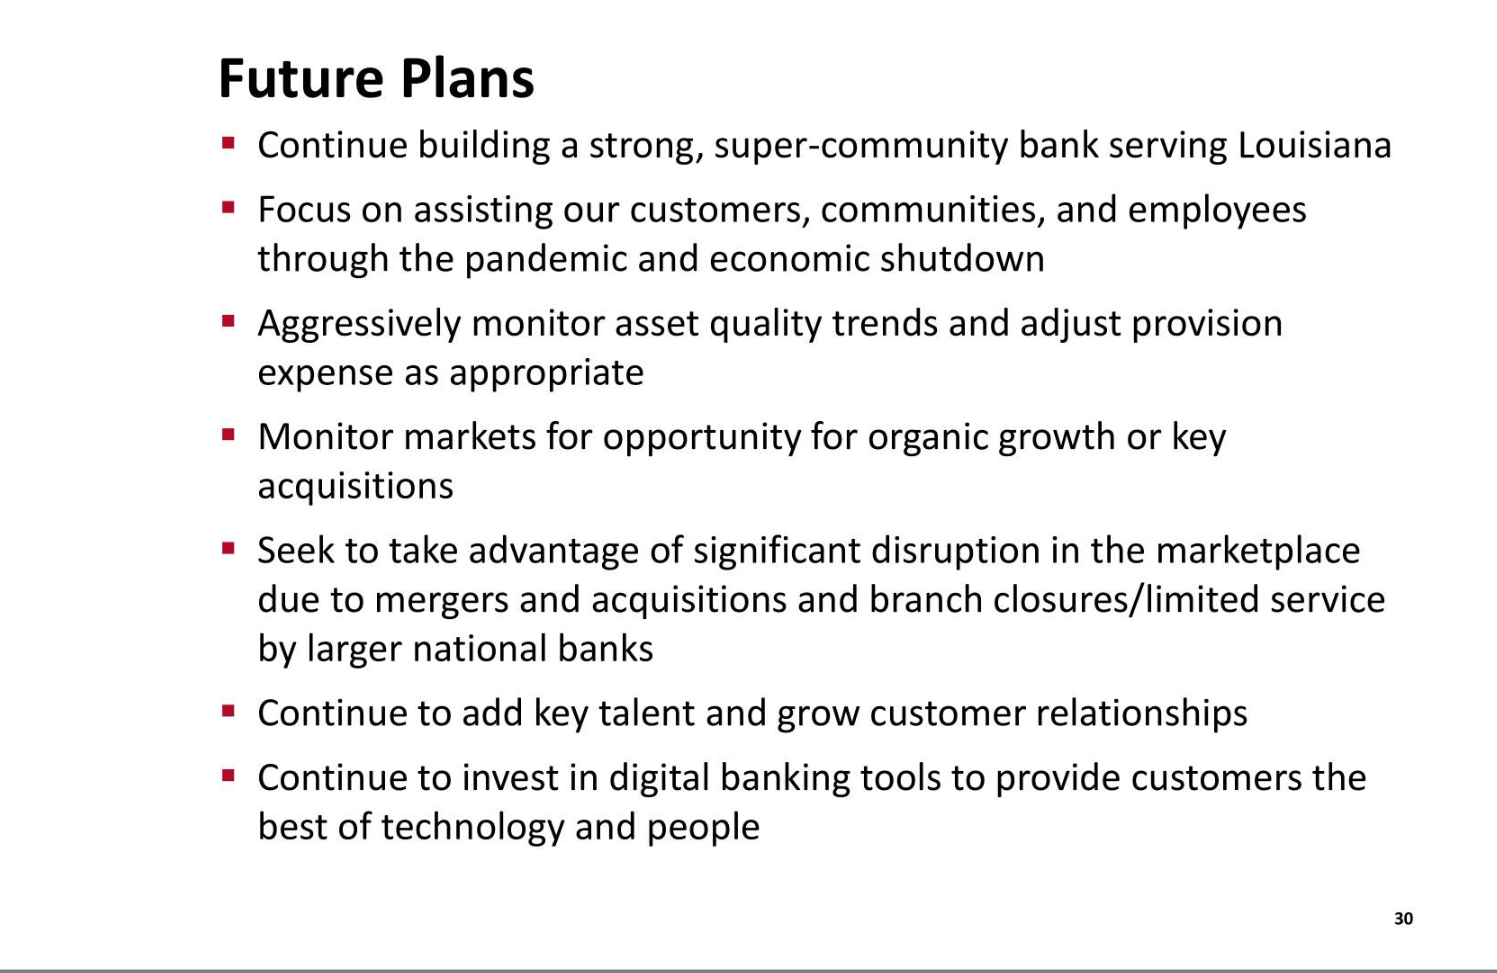 Future Plans
▪ Continue building a strong, super-community bank serving Louisiana
▪ Focus on assisting our customers, communities, and employees
through the pandemic and economic shutdown
▪ Aggressively monitor asset quality trends and adjust provision
expense as appropriate
▪ Monitor markets for opportunity for organic growth or key
acquisitions
▪ Seek to take advantage of significant disruption in the marketplace
due to mergers and acquisitions and branch closures/limited service
by larger national banks
▪ Continue to add key talent and grow customer relationships
▪ Continue to invest in digital banking tools to provide customers the
best of technology and people
30